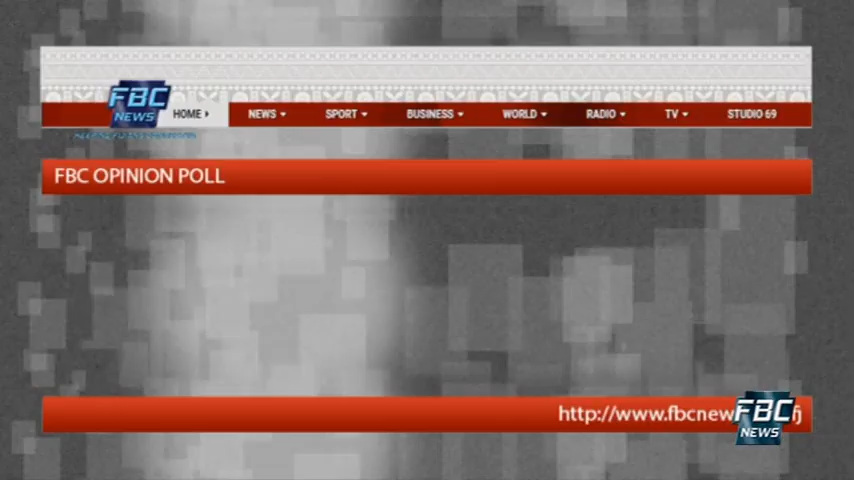 FBC
NEWS
HOME NEWS SPORT BUSINESS WORLD RADIO TV STUDIO 69
FBC OPINION POLL
http://www.fbcnew
FBC
NEWS